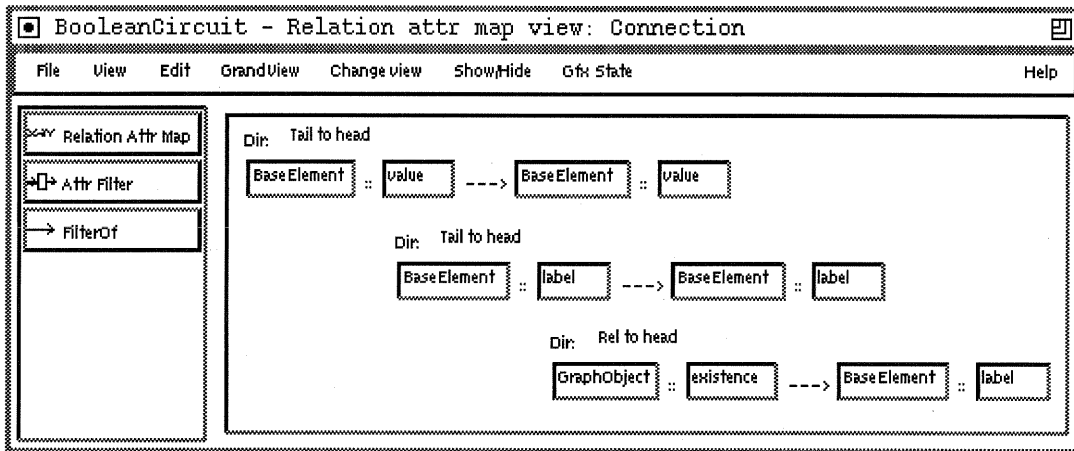 BooleanCircuit - Relation attr map view: Connection
File View Edit GrandView Change view Show/Hide Gfx State Help
Relation Attr Map
Attr Filter
FilterOf
Dir: Tail to head
BaseElement :: value ---> BaseElement :: value
Dir: Tail to head
BaseElement :: label ---> BaseElement :: label
Dir: Rel to head
GraphObject :: existence ---> BaseElement :: label